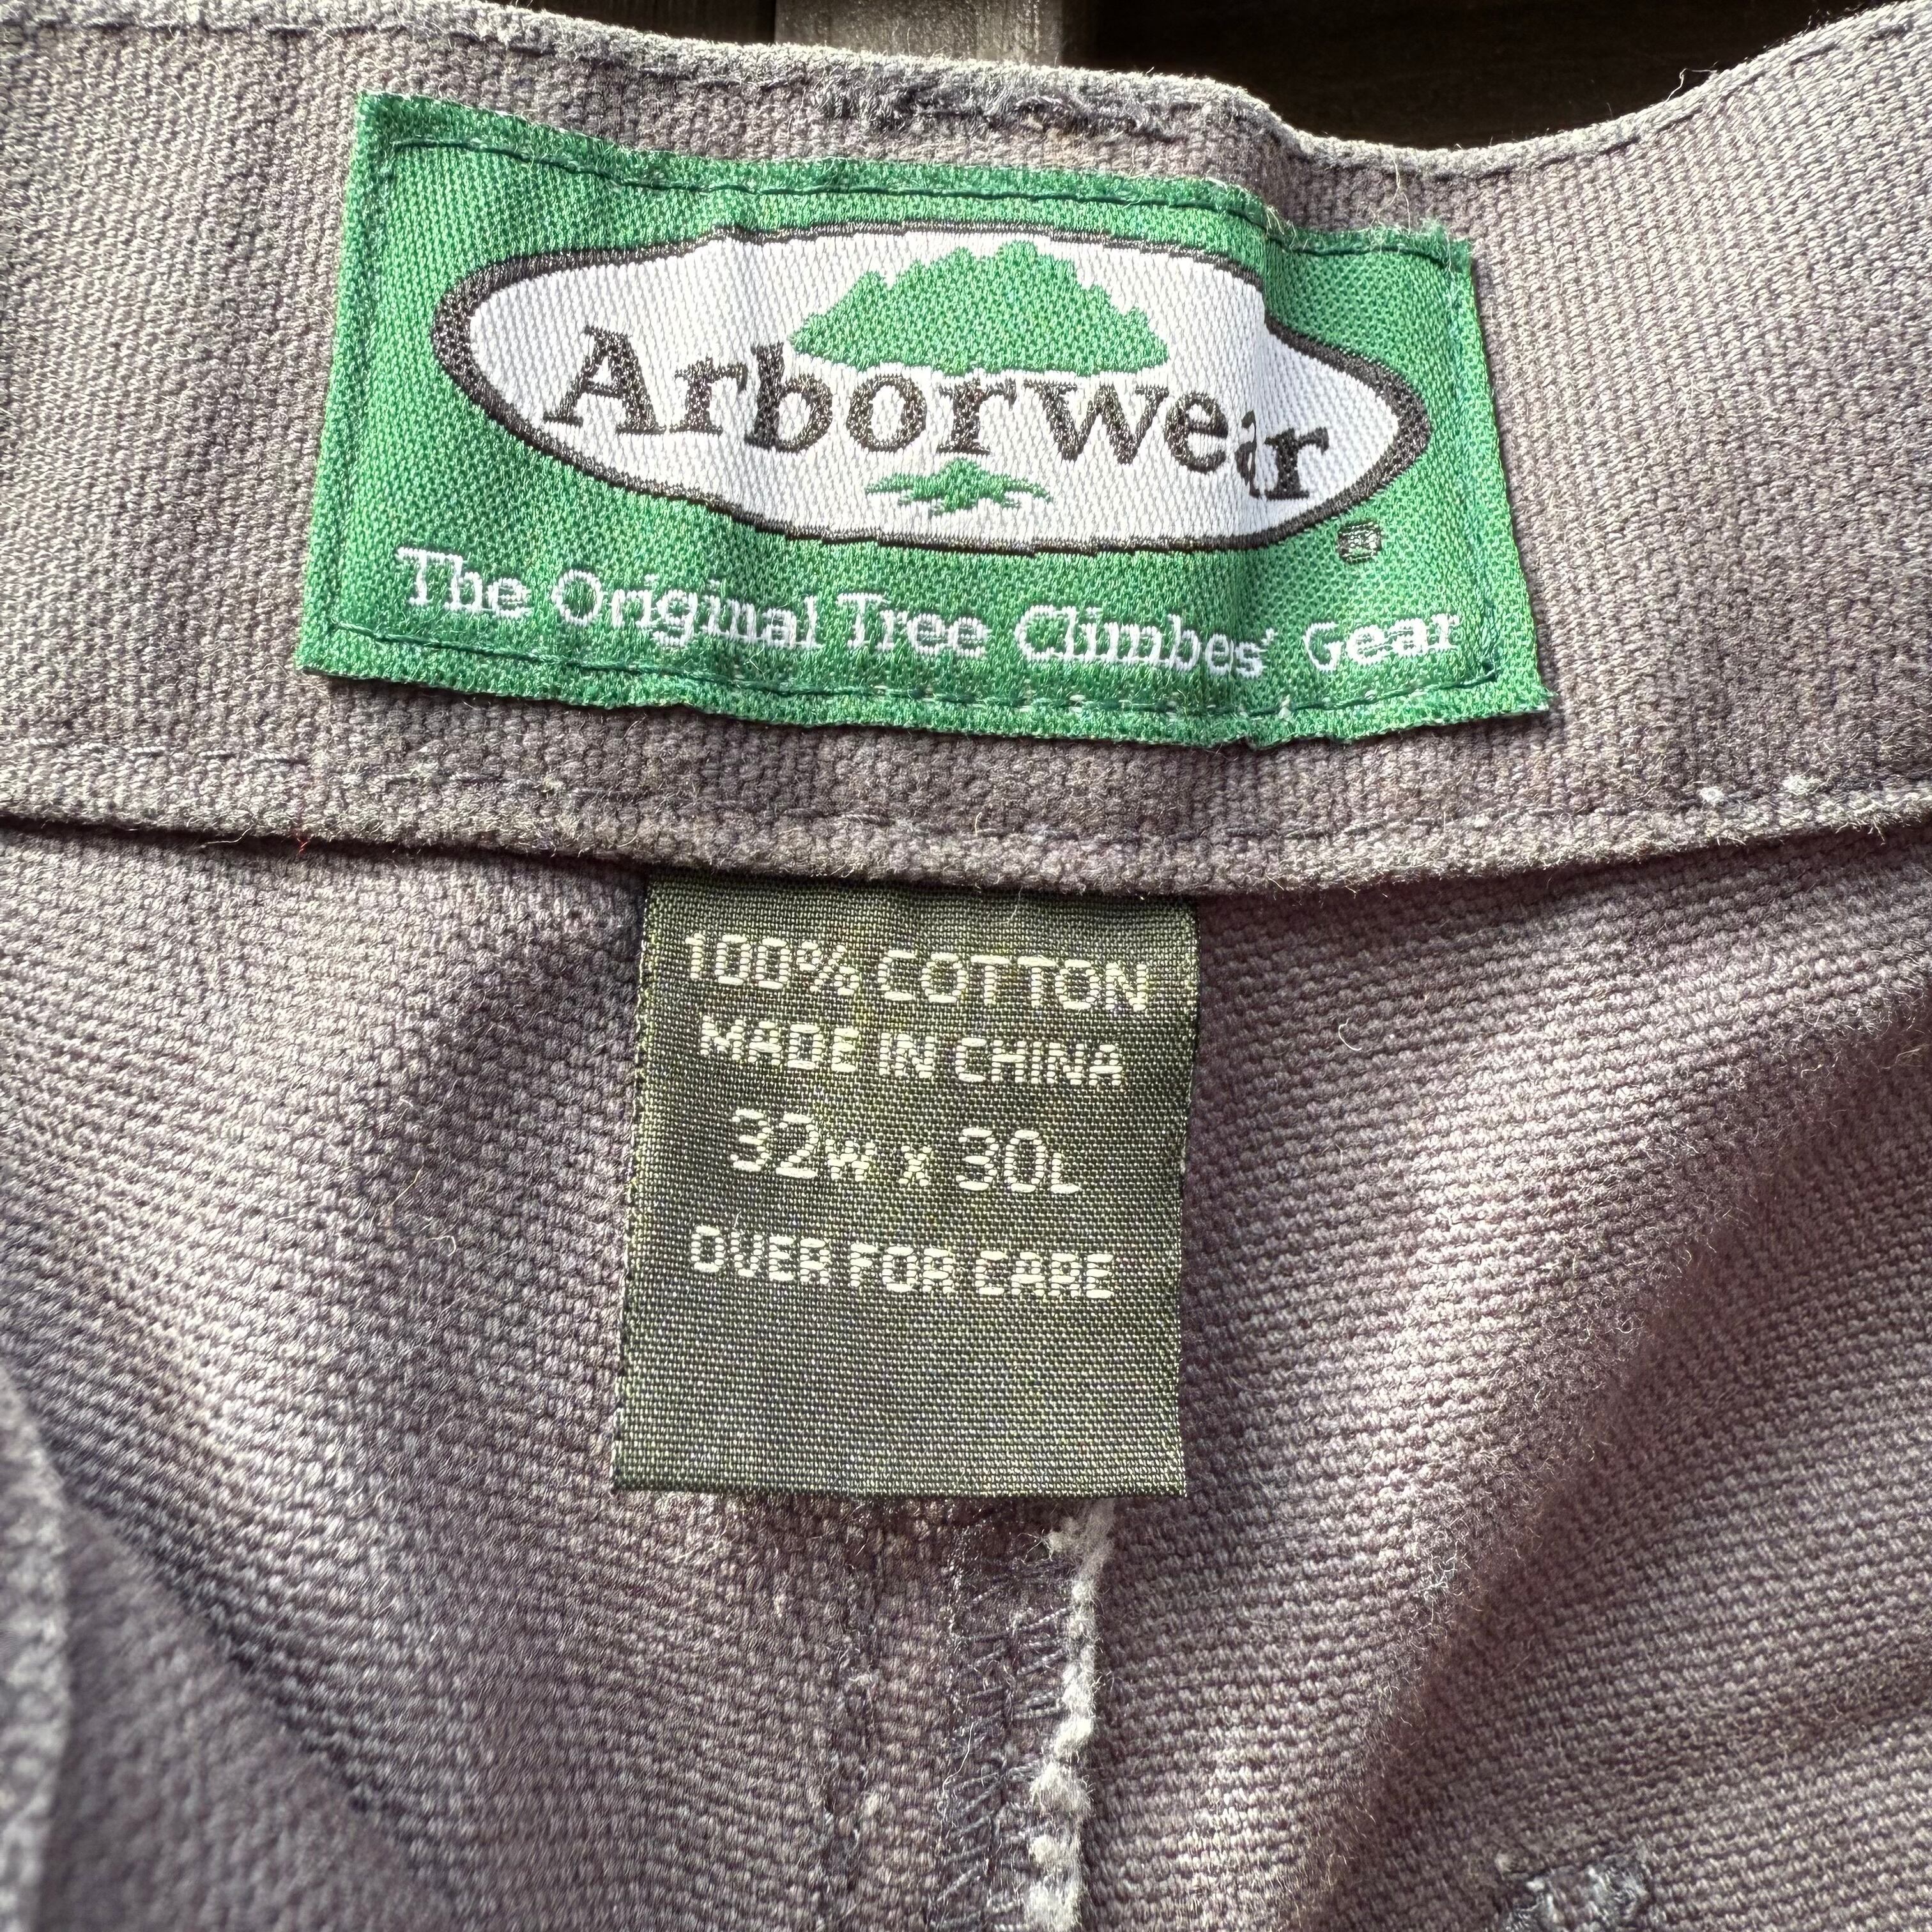 Arborwear
®
The Original Tree Climbes' Gear
100% COTTON
MADE IN CHINA
32W x 30L
OVER FOR CARE